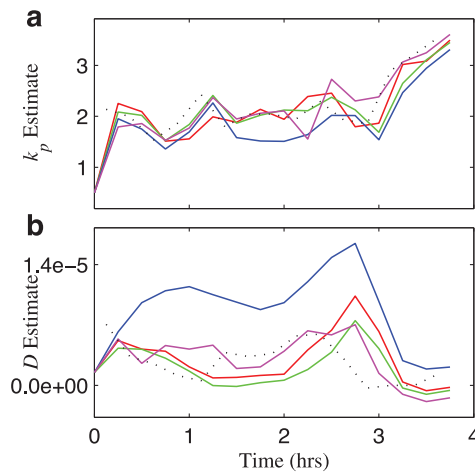 a
3
2
1
k_p Estimate
b
1.4e-5
0.0e+00
D Estimate
0 1 2 3 4
Time (hrs)